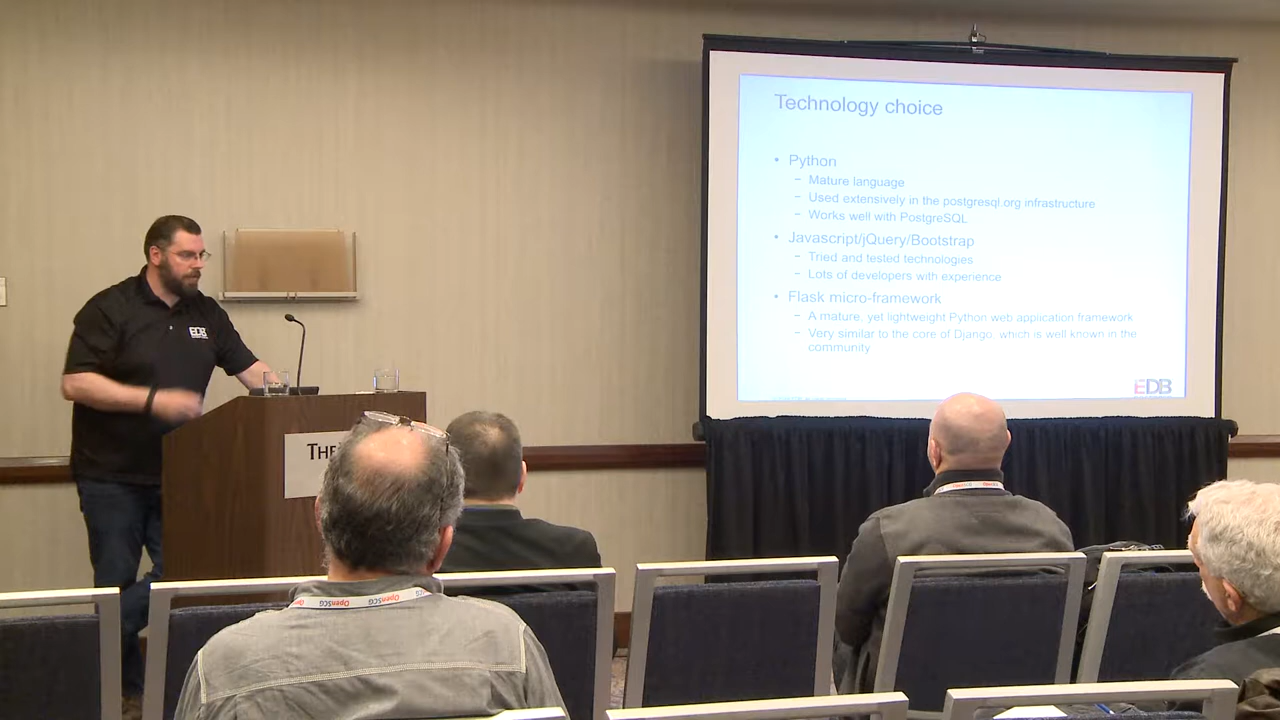 Technology choice
• Python
– Mature language
– Used extensively in the postgresql.org infrastructure
– Works well with PostgreSQL
• Javascript/jQuery/Bootstrap
– Tried and tested technologies
– Lots of developers with experience
• Flask micro-framework
– A mature, yet lightweight Python web application framework
– Very similar to the core of Django, which is well known in the
community
EDB
EDB
THE
OPENSCG
OPENSCG